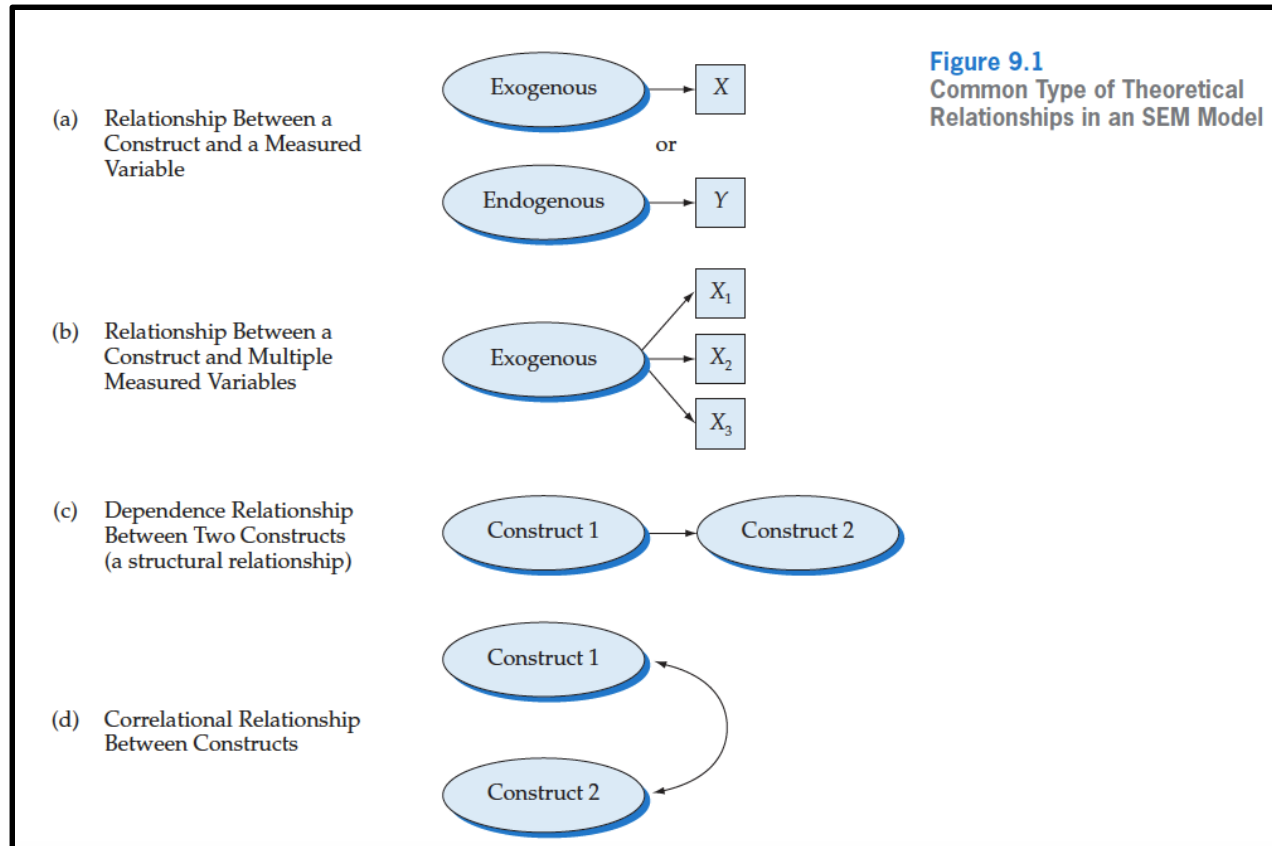 Figure 9.1
Common Type of Theoretical
Relationships in an SEM Model
(a) Relationship Between a
Construct and a Measured
Variable
Exogenous
X
or
Endogenous
Y
(b) Relationship Between a
Construct and Multiple
Measured Variables
Exogenous
X₁
X₂
X₃
(c) Dependence Relationship
Between Two Constructs
(a structural relationship)
Construct 1
Construct 2
(d) Correlational Relationship
Between Constructs
Construct 1
Construct 2